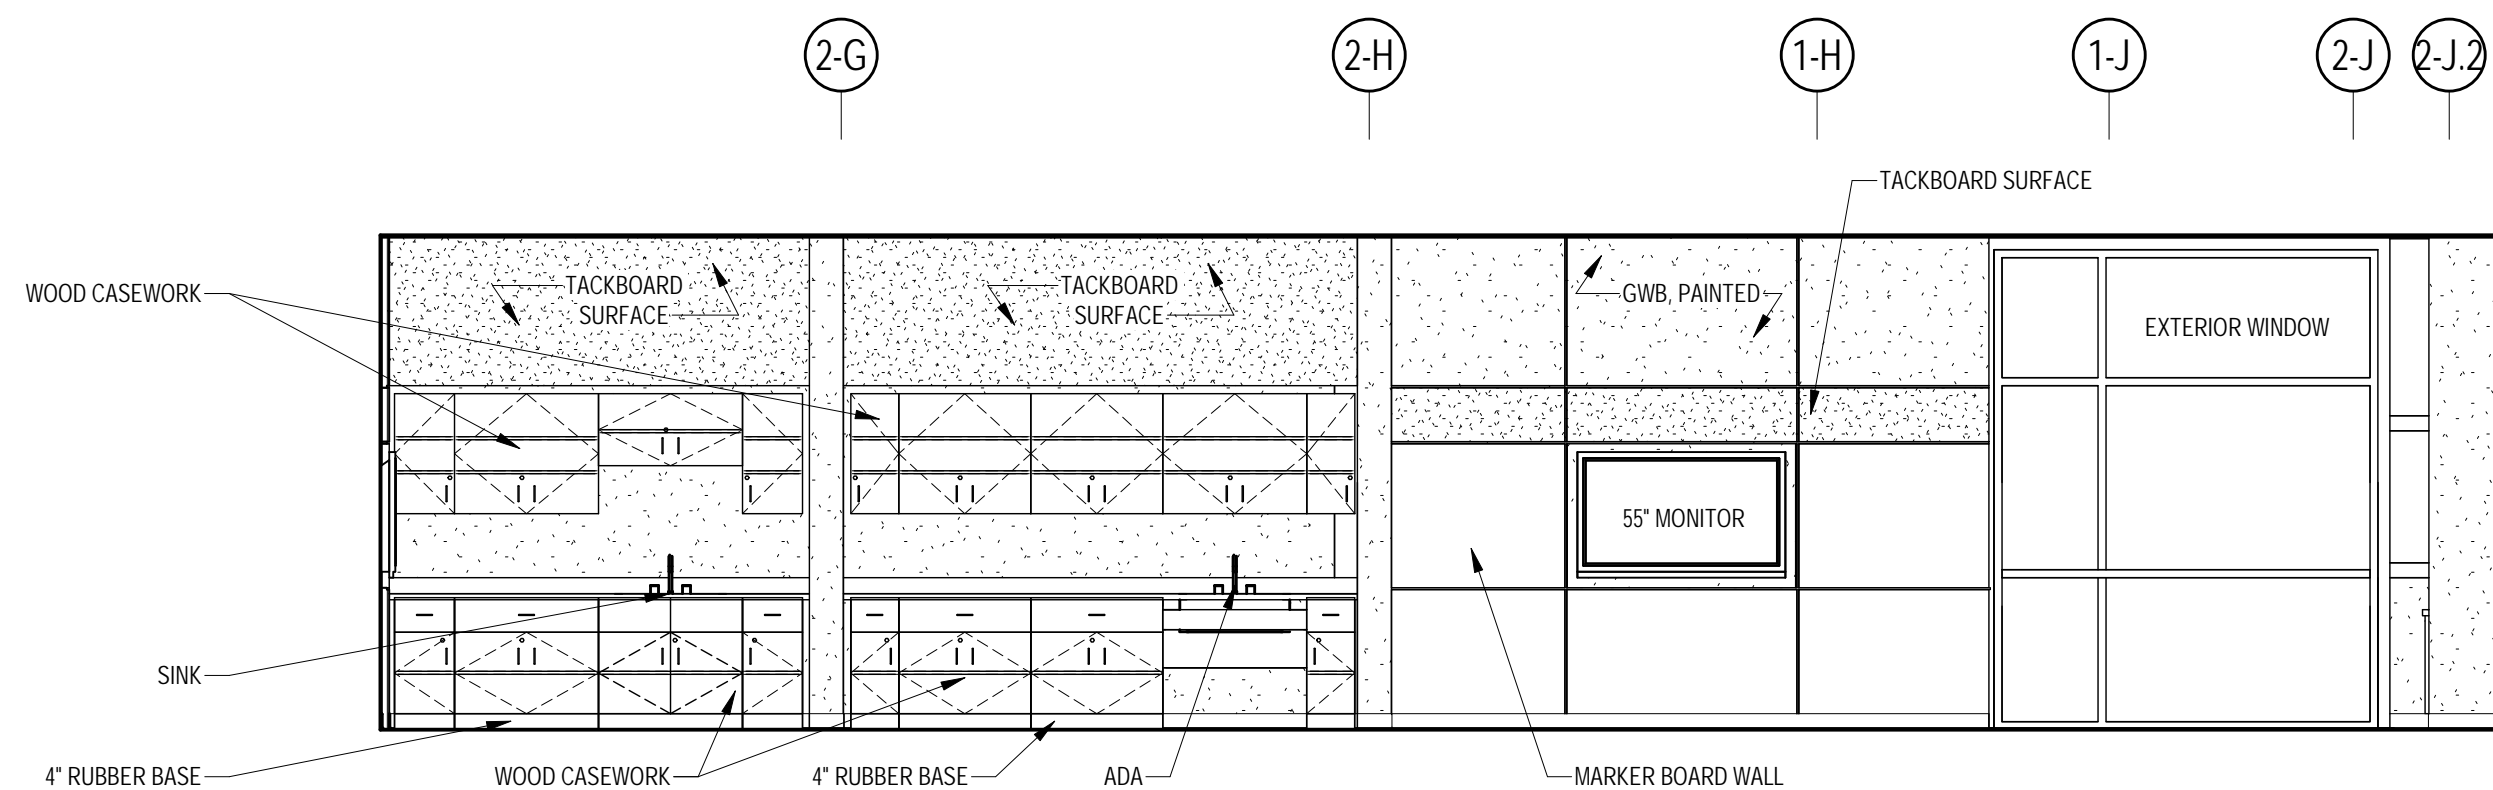 2-G
2-H
1-H
1-J
2-J
2-J.2
TACKBOARD SURFACE
WOOD CASEWORK
TACKBOARD
SURFACE
TACKBOARD
SURFACE
GWB, PAINTED
EXTERIOR WINDOW
55" MONITOR
SINK
4" RUBBER BASE
WOOD CASEWORK
4" RUBBER BASE
ADA
MARKER BOARD WALL